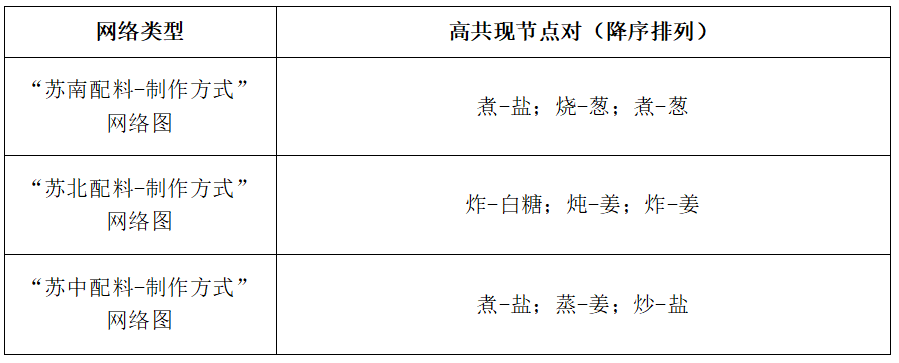 网络类型
高共现节点对（降序排列）
“苏南配料-制作方式”
网络图
煮-盐；烧-葱；煮-葱
“苏北配料-制作方式”
网络图
炸-白糖；炖-姜；炸-姜
“苏中配料-制作方式”
网络图
煮-盐；蒸-姜；炒-盐